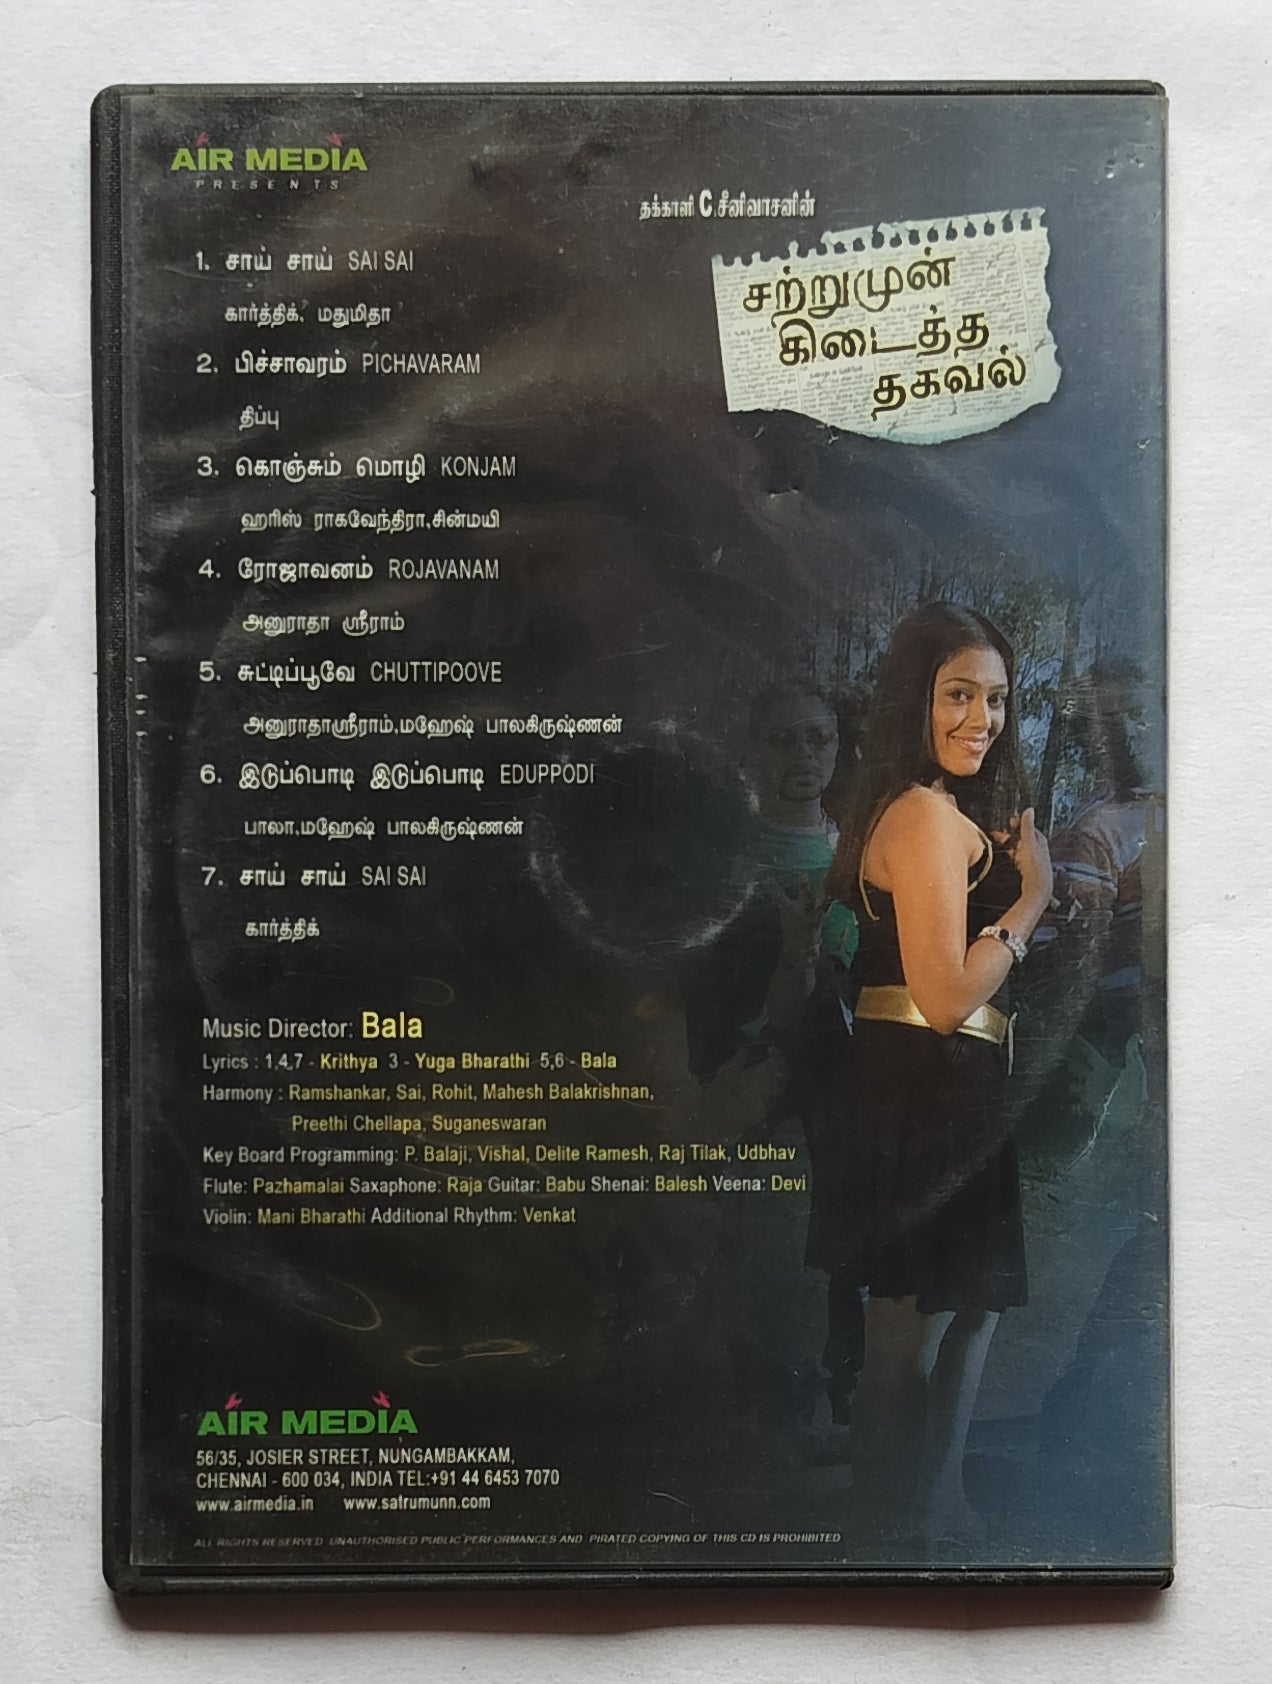 AIR MEDIA
PRESENTS
தக்காளி C.சீனிவாசனின்
சற்றுமுன்
கிடைத்த
தகவல்
1. சாய் சாய் SAI SAI
கார்த்திக், மதுமிதா
2. பிச்சாவரம் PICHAVARAM
திப்பு
3. கொஞ்சும் மொழி KONJAM
ஹரிஸ் ராகவேந்திரா,சின்மயி
4. ரோஜாவனம் ROJAVANAM
அனுராதா ஸ்ரீராம்
5. சுட்டிப்பூவே CHUTTIPOOVE
அனுராதாஸ்ரீராம்,மஹேஷ் பாலகிருஷ்ணன்
6. இடுப்பொடி இடுப்பொடி EDUPPODI
பாலா,மஹேஷ் பாலகிருஷ்ணன்
7. சாய் சாய் SAI SAI
கார்த்திக்
Music Director: Bala
Lyrics : 1,4,7 - Krithya 3 - Yuga Bharathi 5,6 - Bala
Harmony : Ramshankar, Sai, Rohit, Mahesh Balakrishnan,
Preethi Chellapa, Suganeswaran
Key Board Programming: P. Balaji, Vishal, Delite Ramesh, Raj Tilak, Udbhav
Flute: Pazhamalai Saxaphone: Raja Guitar: Babu Shenai: Balesh Veena: Devi
Violin: Mani Bharathi Additional Rhythm: Venkat
AIR MEDIA
56/35, JOSIER STREET, NUNGAMBAKKAM,
CHENNAI - 600 034, INDIA TEL:+91 44 6453 7070
www.airmedia.in www.satrumunn.com
ALL RIGHTS RESERVED UNAUTHORISED PUBLIC PERFORMANCES AND PIRATED COPYING OF THIS CD IS PROHIBITED